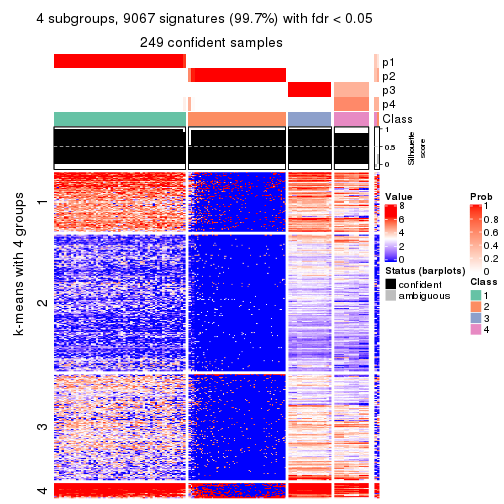 4 subgroups, 9067 signatures (99.7%) with fdr < 0.05
249 confident samples
p1
p2
p3
p4
Class
1
0.5
0
Silhouette
score
k-means with 4 groups
1
2
3
4
Value
8
6
4
2
0
Status (barplots)
confident
ambiguous
Prob
1
0.8
0.6
0.4
0.2
0
Class
1
2
3
4